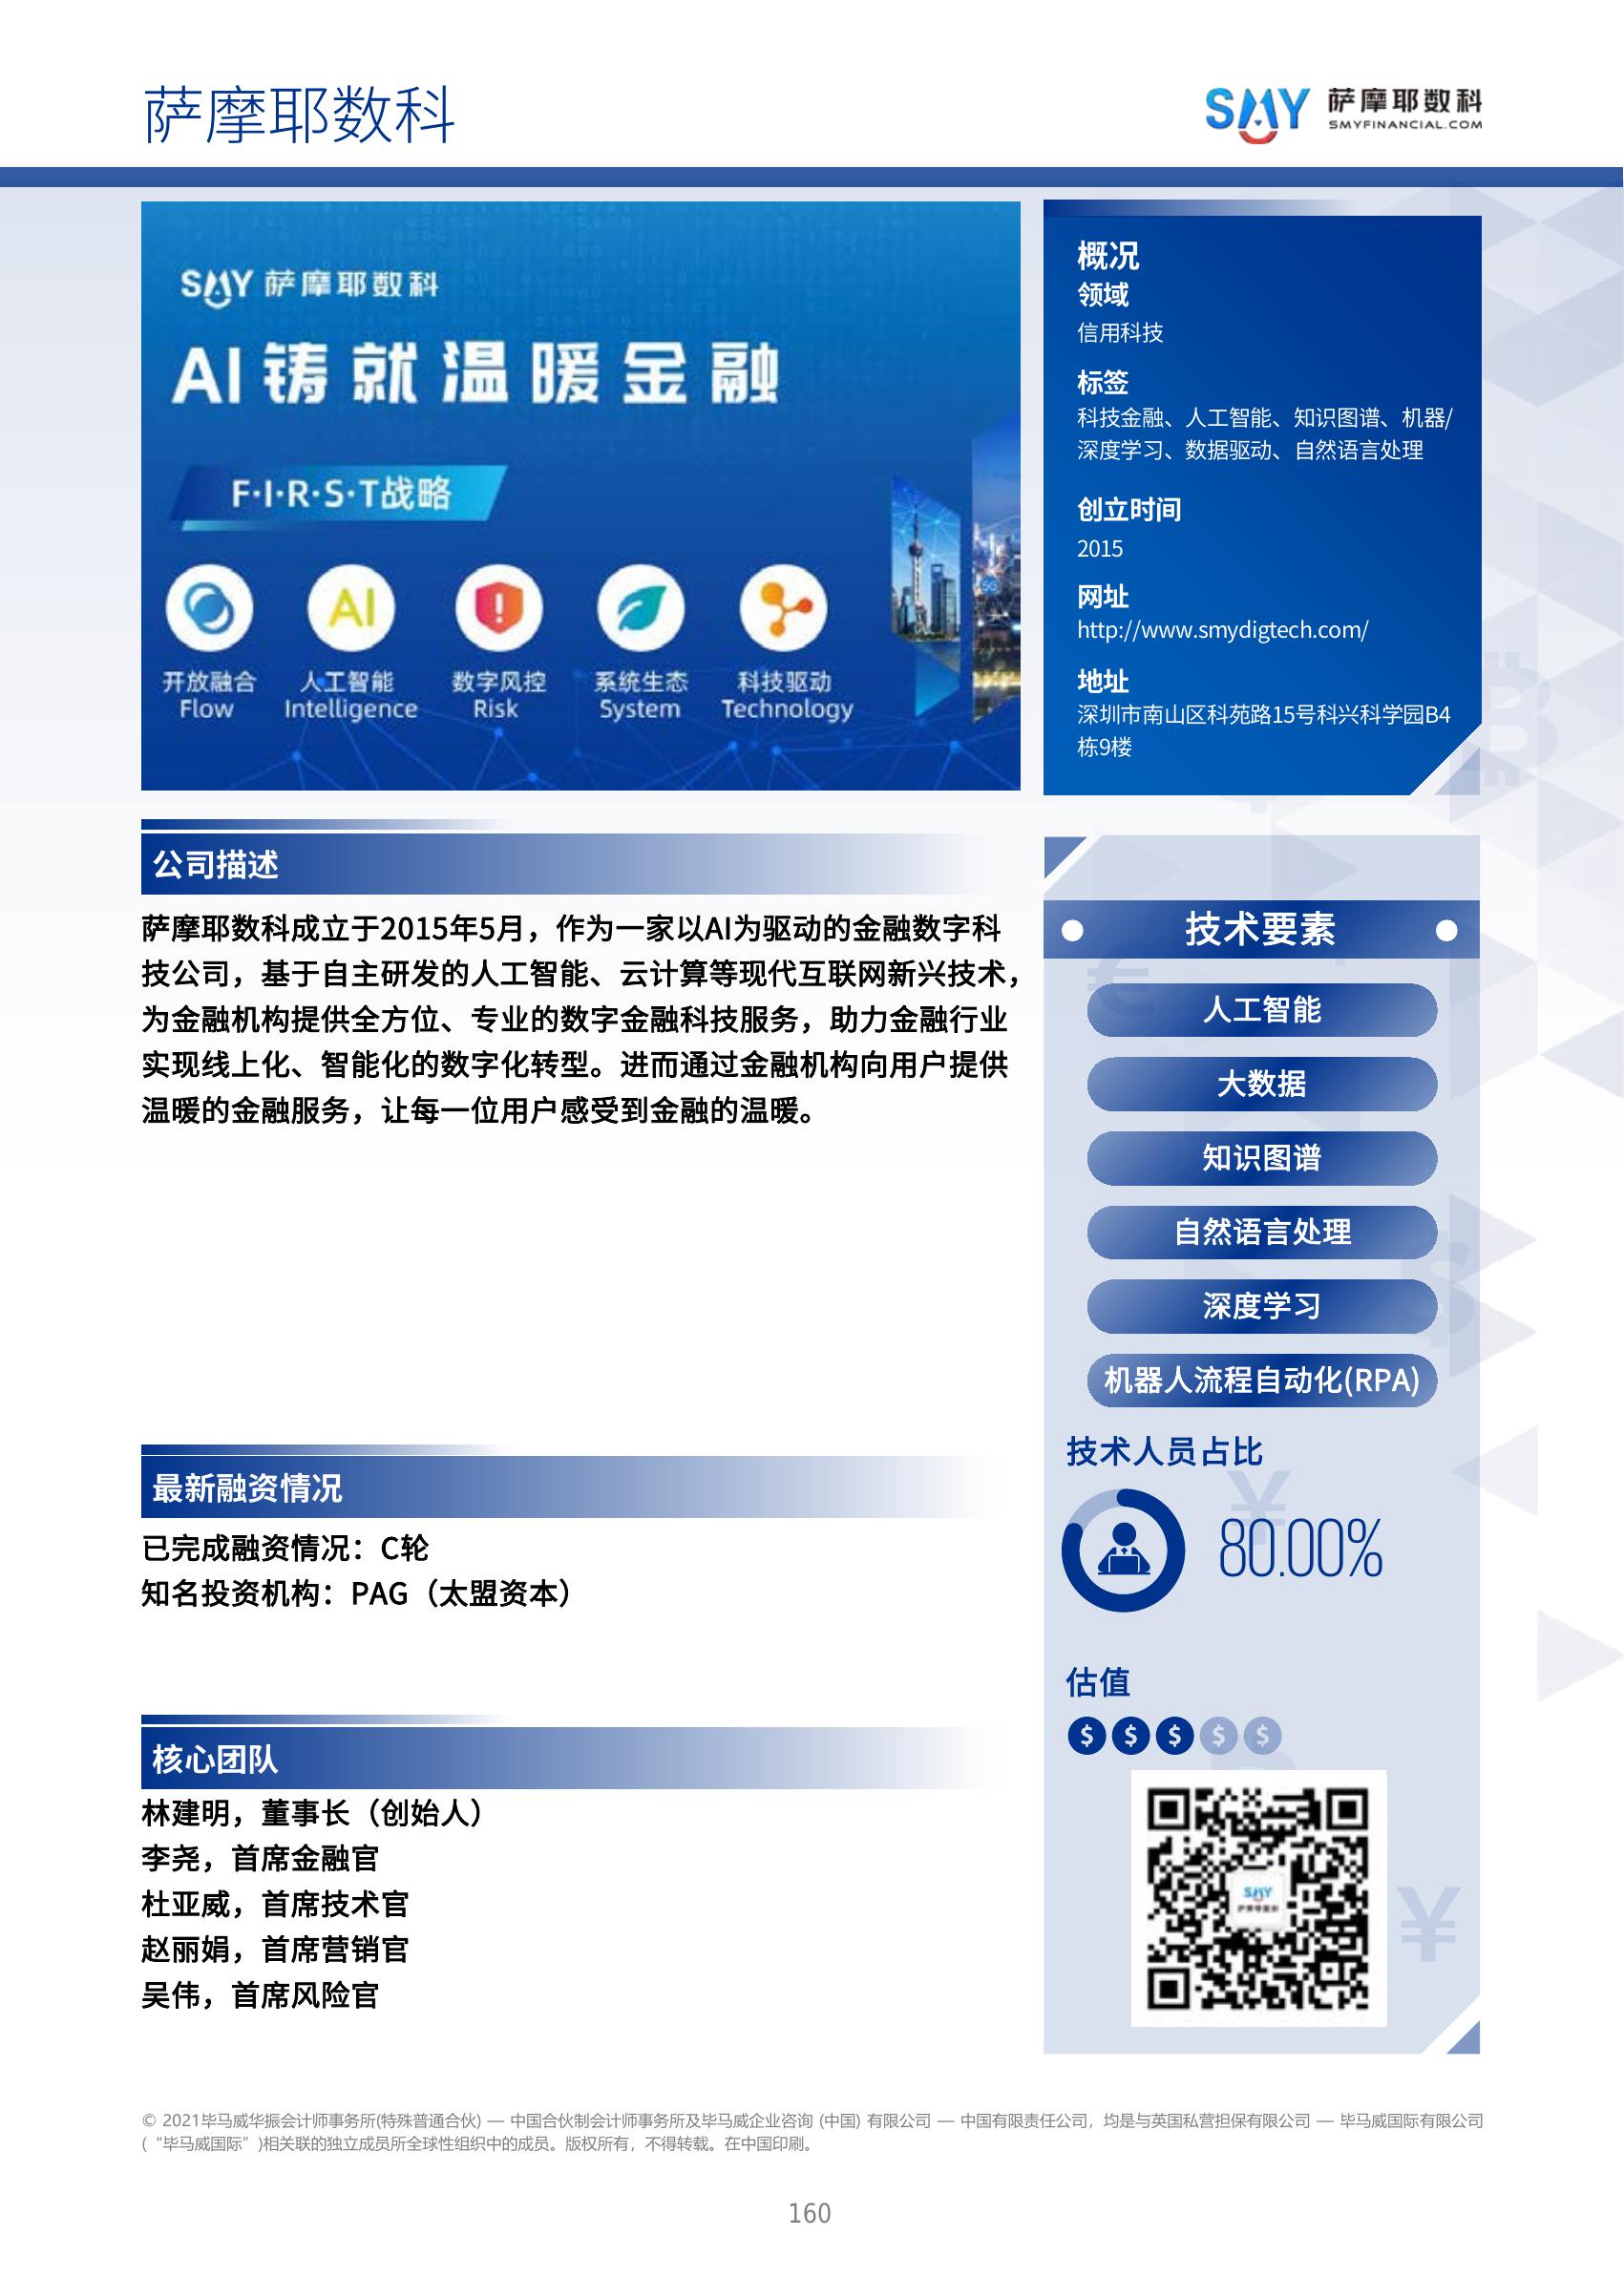 萨摩耶数科
SMY 萨摩耶数科
SMYFINANCIAL.COM
SMY 萨摩耶数科
AI 铸就温暖金融
F·I·R·S·T战略
开放融合 人工智能 数字风控 系统生态 科技驱动
Flow Intelligence Risk System Technology
概况
领域
信用科技
标签
科技金融、人工智能、知识图谱、机器/
深度学习、数据驱动、自然语言处理
创立时间
2015
网址
http://www.smydigtech.com/
地址
深圳市南山区科苑路15号科兴科学园B4
栋9楼
公司描述
萨摩耶数科成立于2015年5月，作为一家以AI为驱动的金融数字科
技公司，基于自主研发的人工智能、云计算等现代互联网新兴技术，
为金融机构提供全方位、专业的数字金融科技服务，助力金融行业
实现线上化、智能化的数字化转型。进而通过金融机构向用户提供
温暖的金融服务，让每一位用户感受到金融的温暖。
最新融资情况
已完成融资情况：C轮
知名投资机构：PAG（太盟资本）
核心团队
林建明，董事长（创始人）
李尧，首席金融官
杜亚威，首席技术官
赵丽娟，首席营销官
吴伟，首席风险官
技术要素
人工智能
大数据
知识图谱
自然语言处理
深度学习
机器人流程自动化(RPA)
技术人员占比
80.00%
估值
$ $ $ $ $
SMY
© 2021毕马威华振会计师事务所(特殊普通合伙) — 中国合伙制会计师事务所及毕马威企业咨询 (中国) 有限公司 — 中国有限责任公司，均是与英国私营担保有限公司 — 毕马威国际有限公司
(“毕马威国际”)相关联的独立成员所全球性组织中的成员。版权所有，不得转载。在中国印刷。
160